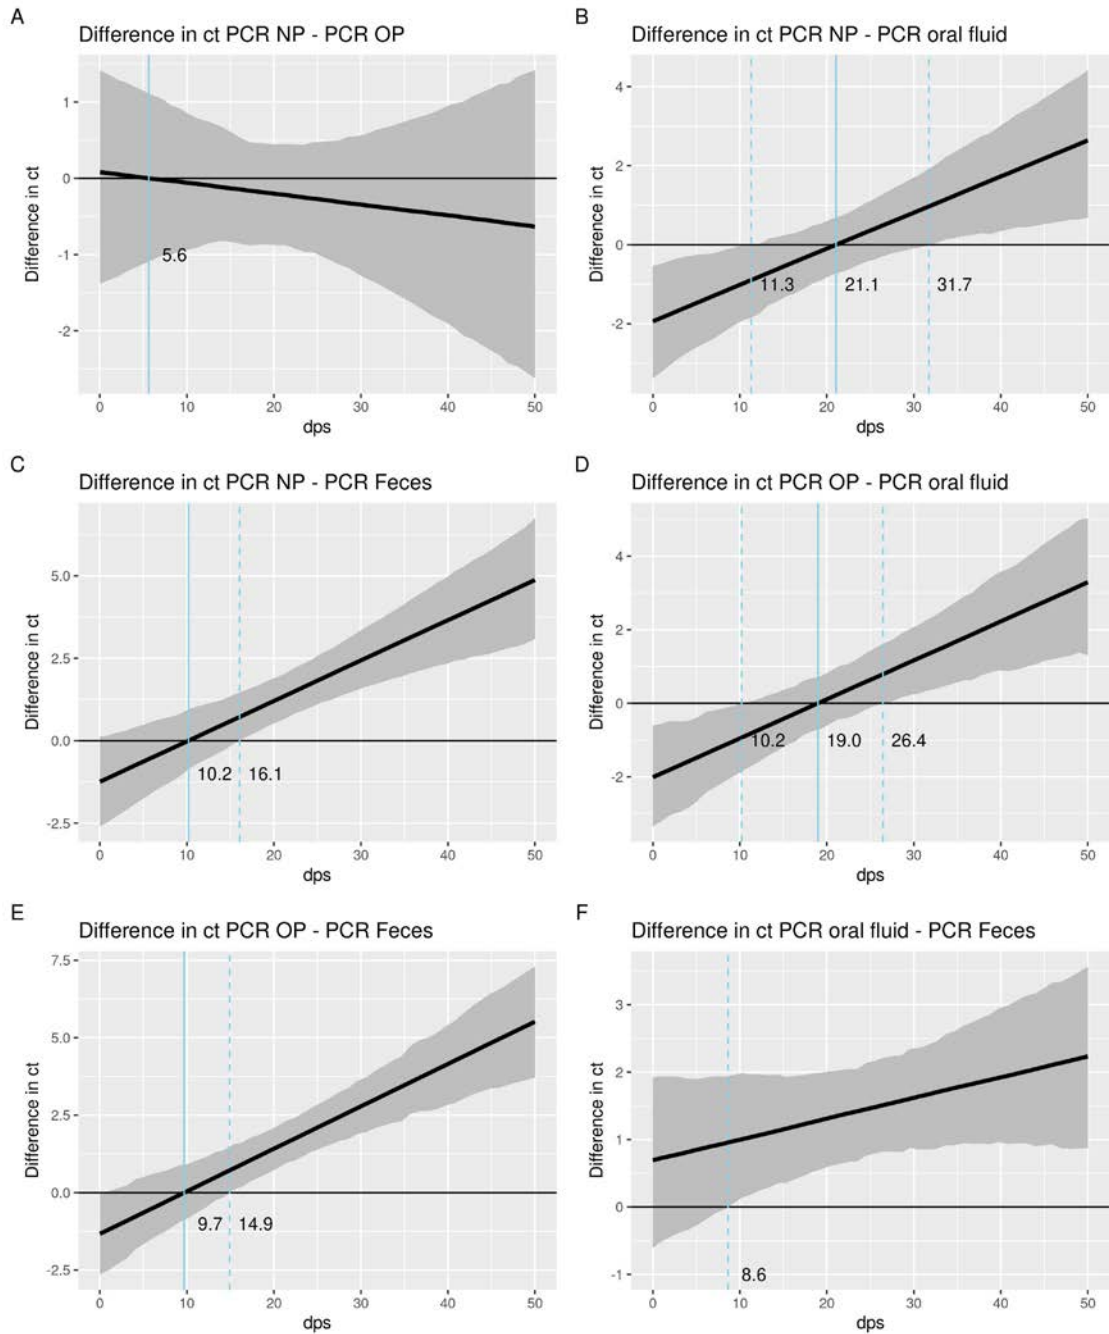 A
Difference in ct PCR NP - PCR OP
Difference in ct
1
0
-1
-2
5.6
0 10 20 30 40 50
dps
B
Difference in ct PCR NP - PCR oral fluid
Difference in ct
4
2
0
-2
11.3 21.1 31.7
0 10 20 30 40 50
dps
C
Difference in ct PCR NP - PCR Feces
Difference in ct
5.0
2.5
0.0
-2.5
10.2 16.1
0 10 20 30 40 50
dps
D
Difference in ct PCR OP - PCR oral fluid
Difference in ct
4
2
0
-2
10.2 19.0 26.4
0 10 20 30 40 50
dps
E
Difference in ct PCR OP - PCR Feces
Difference in ct
7.5
5.0
2.5
0.0
-2.5
9.7 14.9
0 10 20 30 40 50
dps
F
Difference in ct PCR oral fluid - PCR Feces
Difference in ct
3
2
1
0
-1
8.6
0 10 20 30 40 50
dps